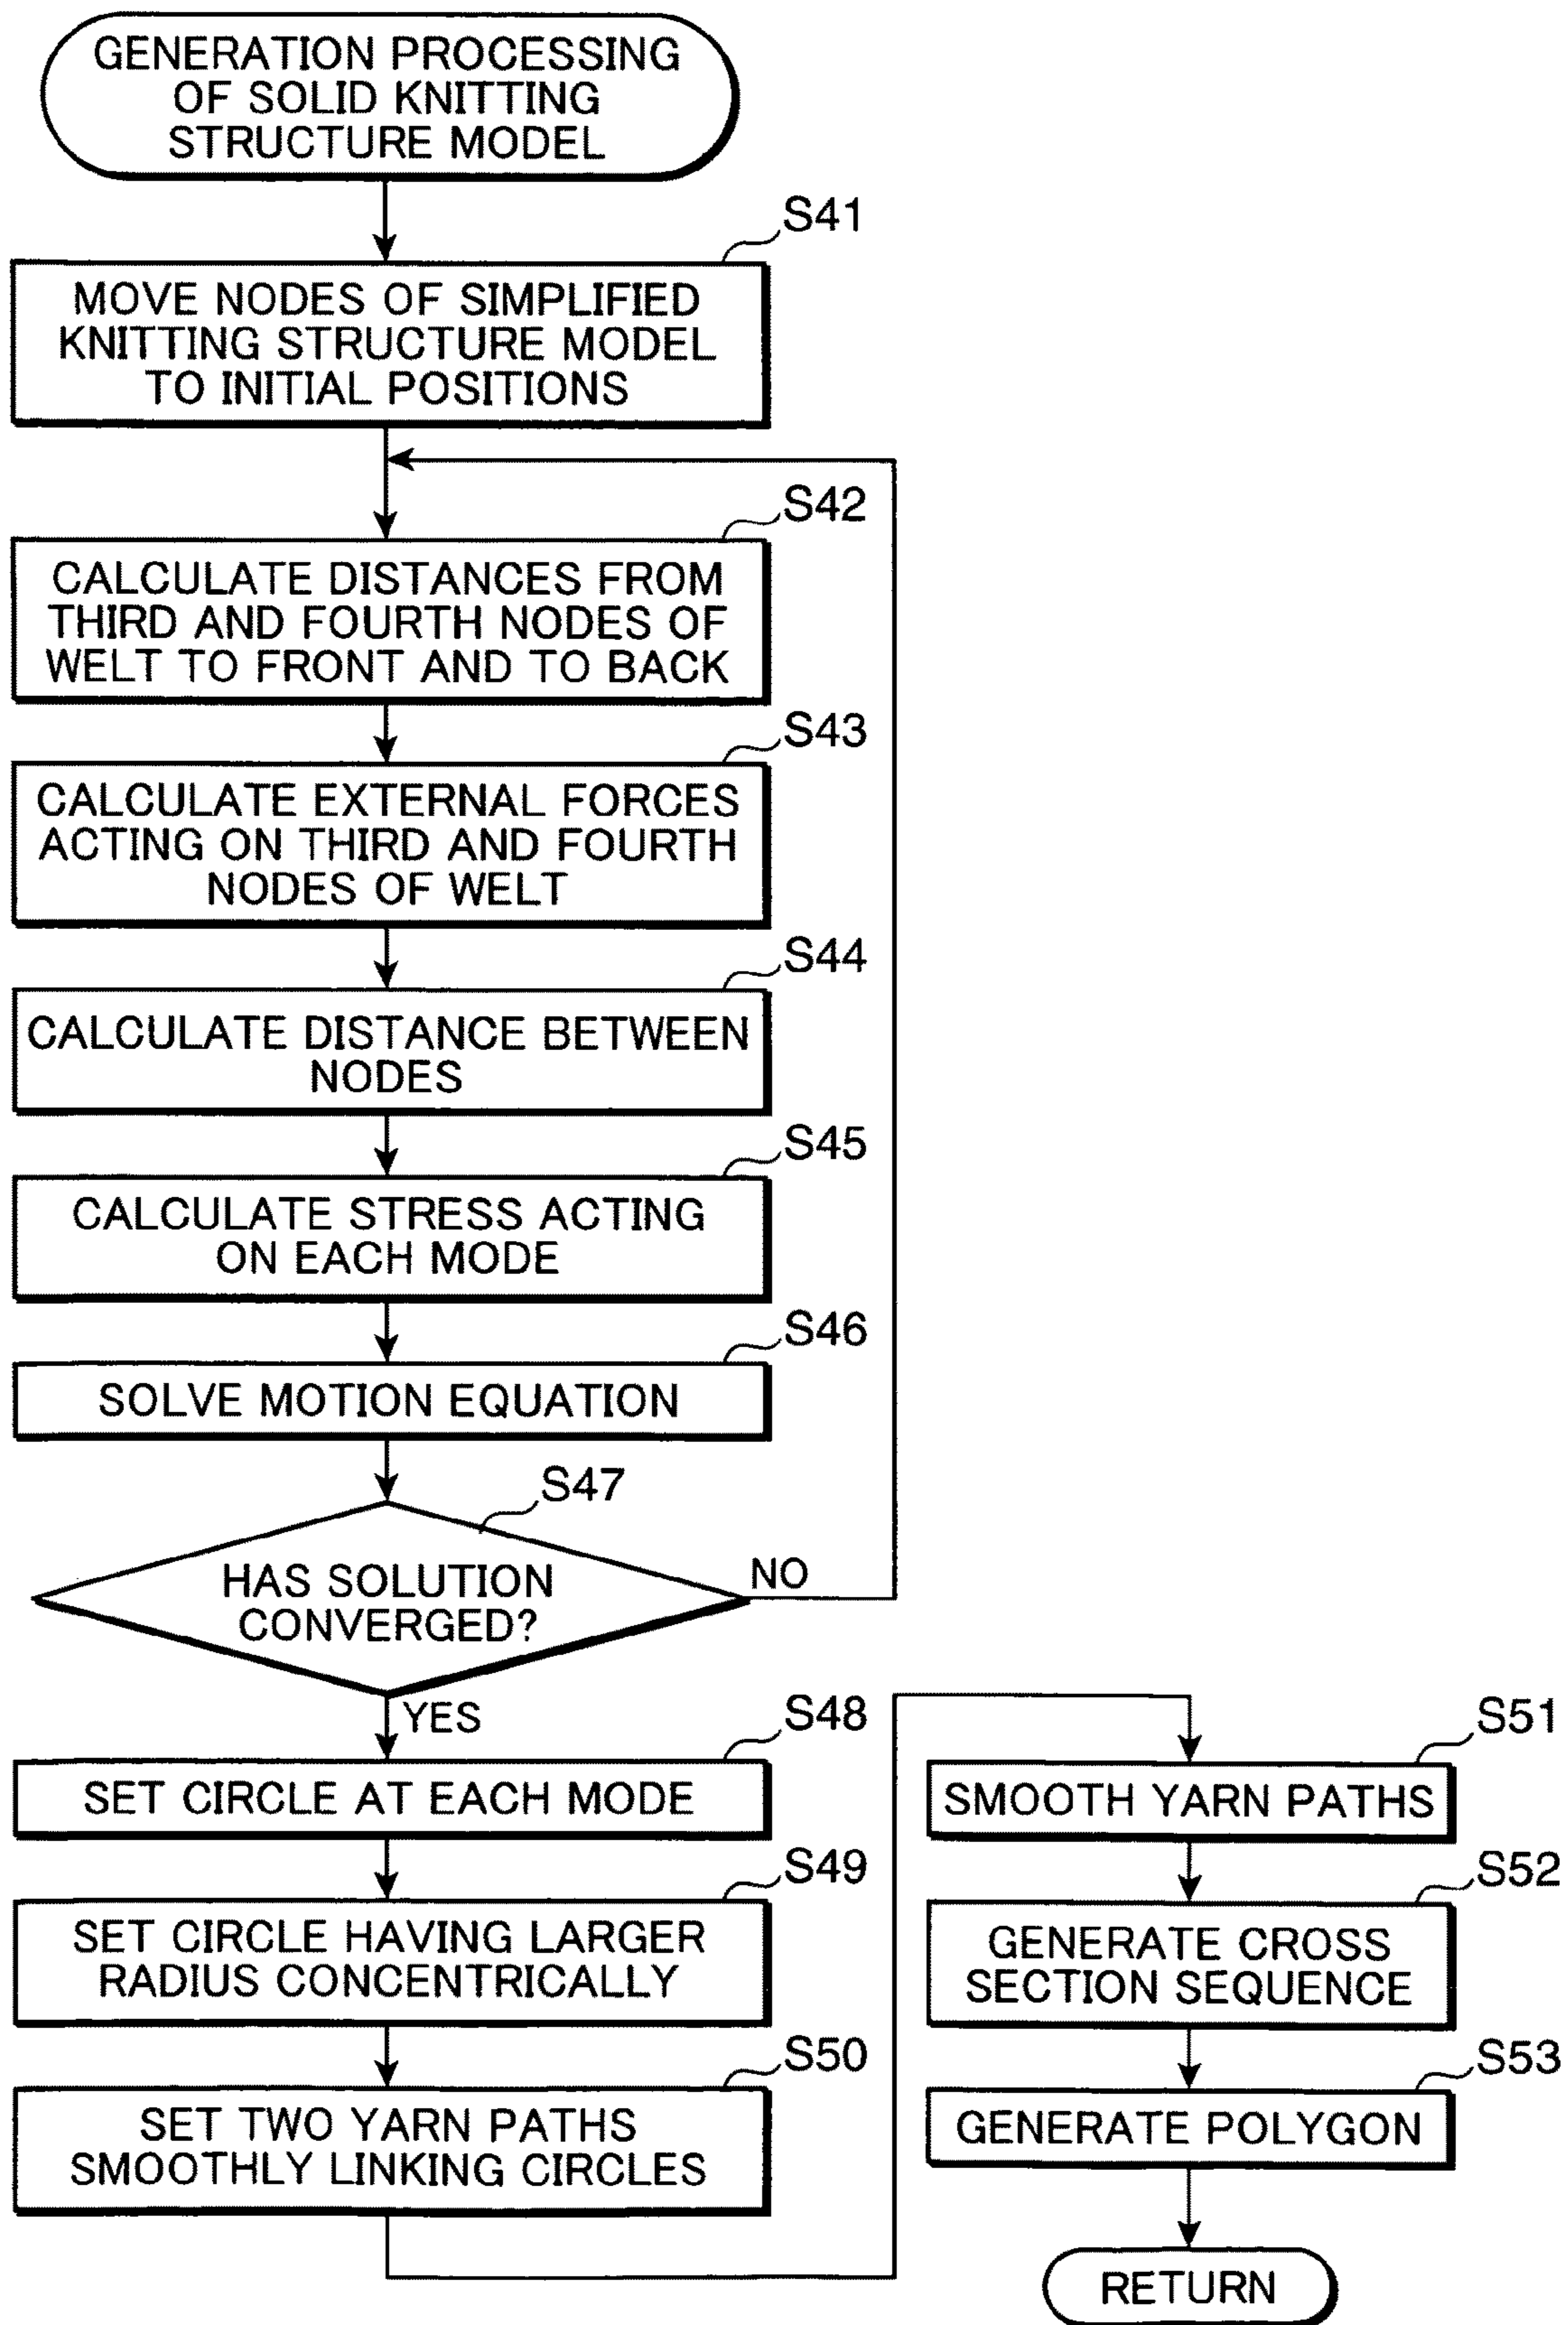 GENERATION PROCESSING
OF SOLID KNITTING
STRUCTURE MODEL
S41
MOVE NODES OF SIMPLIFIED
KNITTING STRUCTURE MODEL
TO INITIAL POSITIONS
S42
CALCULATE DISTANCES FROM
THIRD AND FOURTH NODES OF
WELT TO FRONT AND TO BACK
S43
CALCULATE EXTERNAL FORCES
ACTING ON THIRD AND FOURTH
NODES OF WELT
S44
CALCULATE DISTANCE BETWEEN
NODES
S45
CALCULATE STRESS ACTING
ON EACH MODE
S46
SOLVE MOTION EQUATION
S47
HAS SOLUTION
CONVERGED?
NO
YES
S48
SET CIRCLE AT EACH MODE
S49
SET CIRCLE HAVING LARGER
RADIUS CONCENTRICALLY
S50
SET TWO YARN PATHS
SMOOTHLY LINKING CIRCLES
S51
SMOOTH YARN PATHS
S52
GENERATE CROSS
SECTION SEQUENCE
S53
GENERATE POLYGON
RETURN